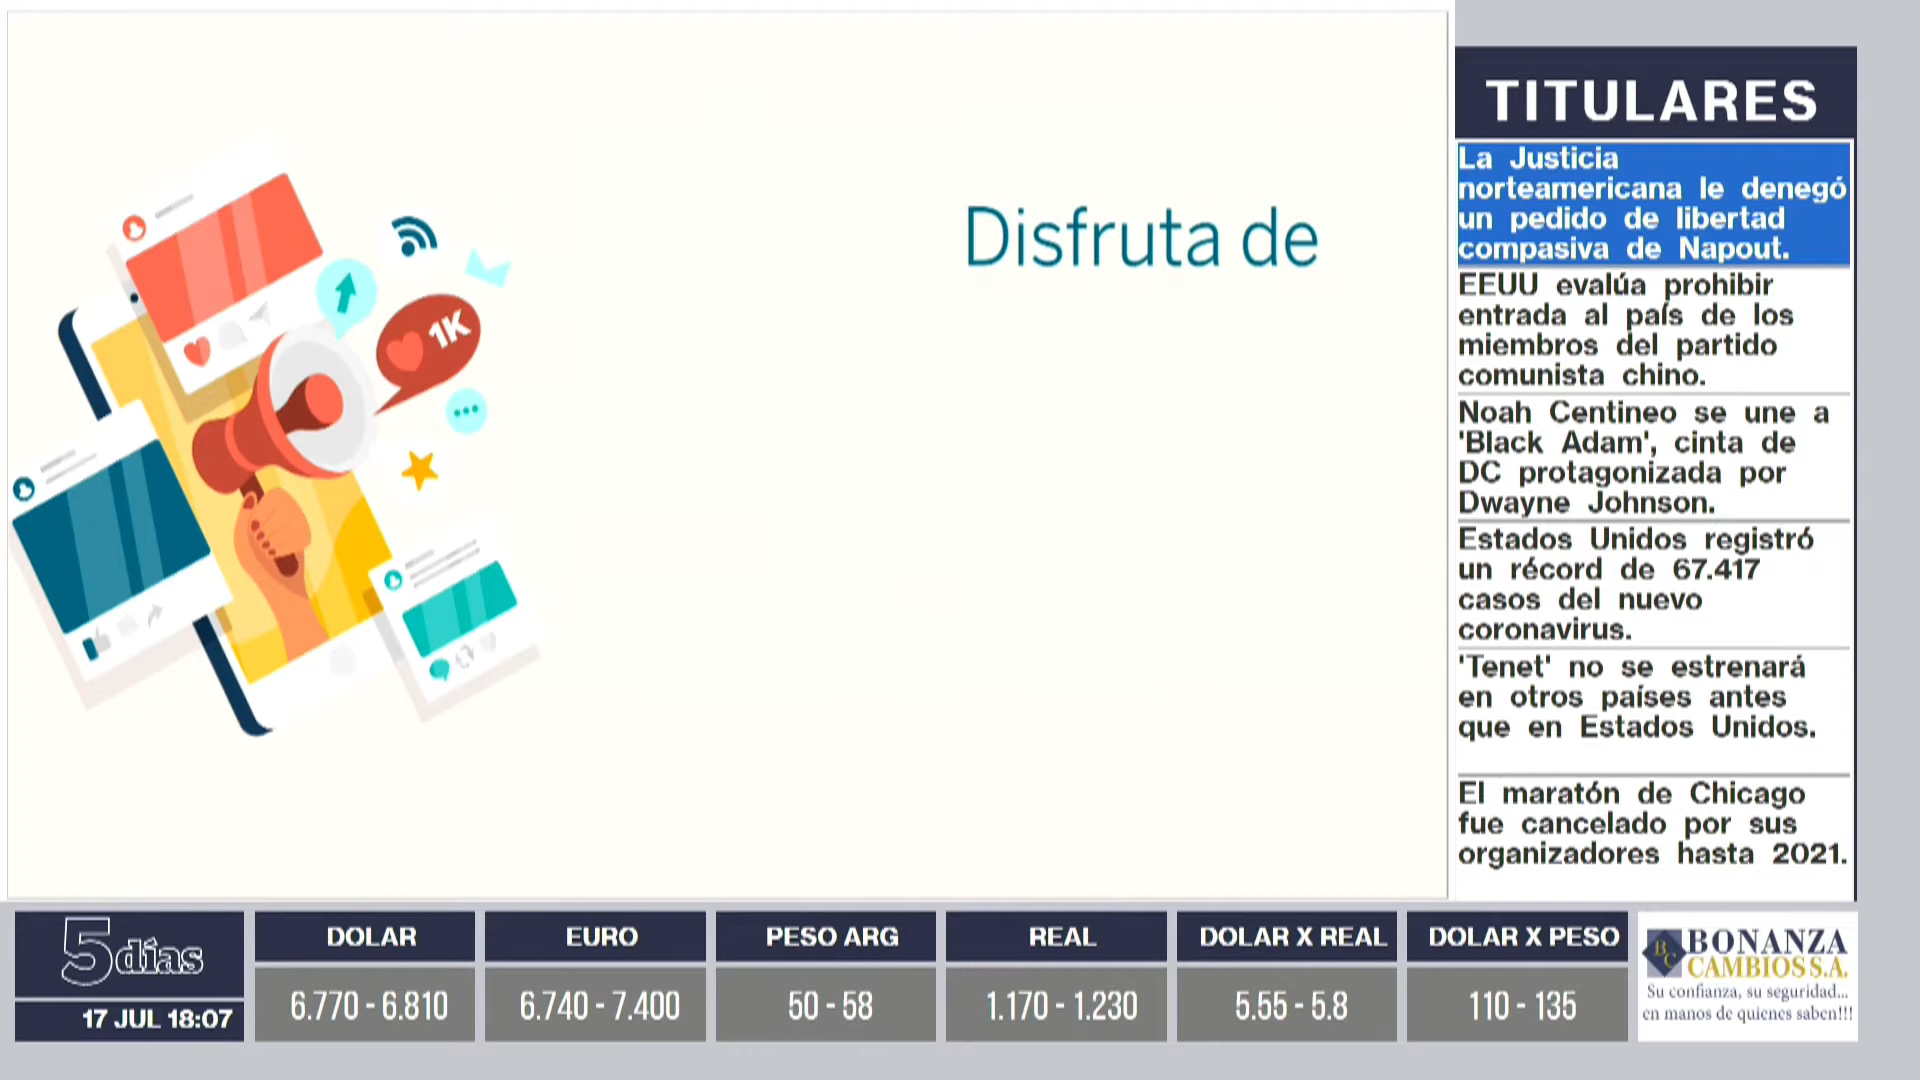 Disfruta de
1K
TITULARES
La Justicia
norteamericana le denegó
un pedido de libertad
compasiva de Napout.
EEUU evalúa prohibir
entrada al país de los
miembros del partido
comunista chino.
Noah Centineo se une a
'Black Adam', cinta de
DC protagonizada por
Dwayne Johnson.
Estados Unidos registró
un récord de 67.417
casos del nuevo
coronavirus.
'Tenet' no se estrenará
en otros países antes
que en Estados Unidos.
El maratón de Chicago
fue cancelado por sus
organizadores hasta 2021.
5días
17 JUL 18:07
DOLAR
6.770 - 6.810
EURO
6.740 - 7.400
PESO ARG
50 - 58
REAL
1.170 - 1.230
DOLAR X REAL
5.55 - 5.8
DOLAR X PESO
110 - 135
BC
BONANZA
CAMBIOS S.A.
Su confianza, su seguridad...
en manos de quienes saben!!!